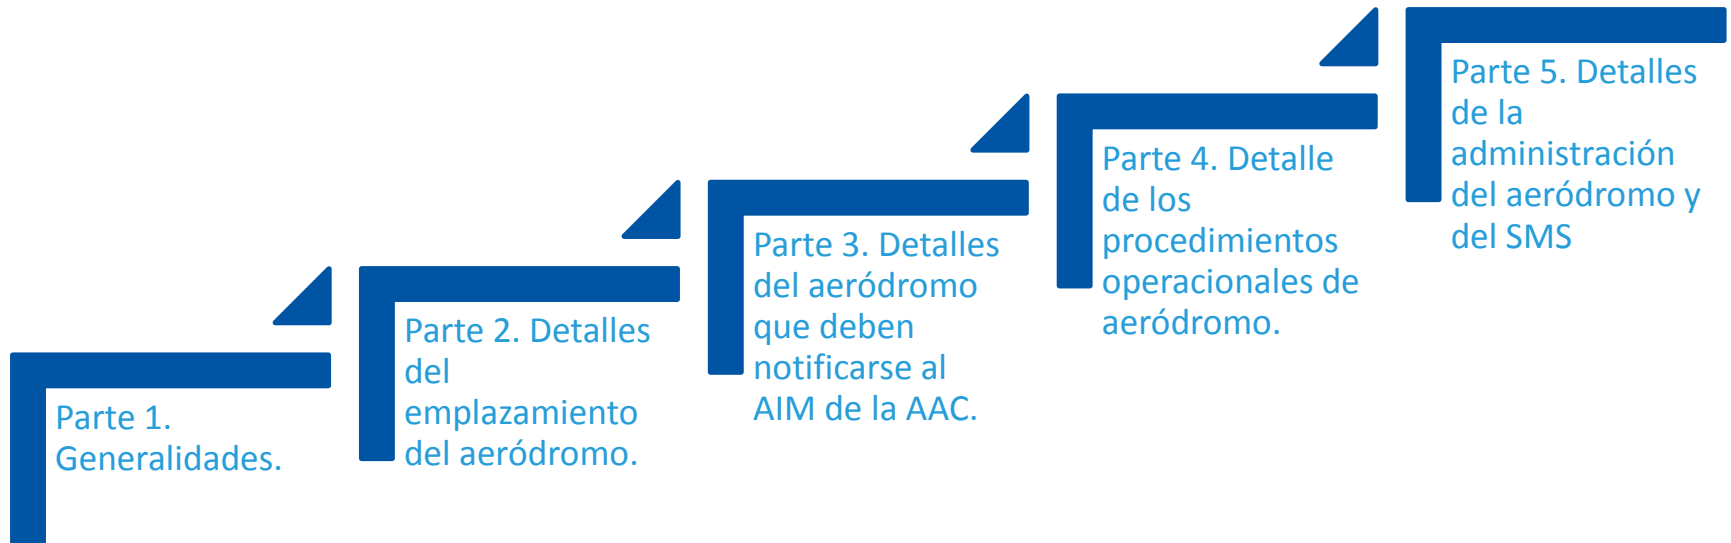 Parte 1.
Generalidades.
Parte 2. Detalles
del
emplazamiento
del aeródromo.
Parte 3. Detalles
del aeródromo
que deben
notificarse al
AIM de la AAC.
Parte 4. Detalle
de los
procedimientos
operacionales de
aeródromo.
Parte 5. Detalles
de la
administración
del aeródromo y
del SMS